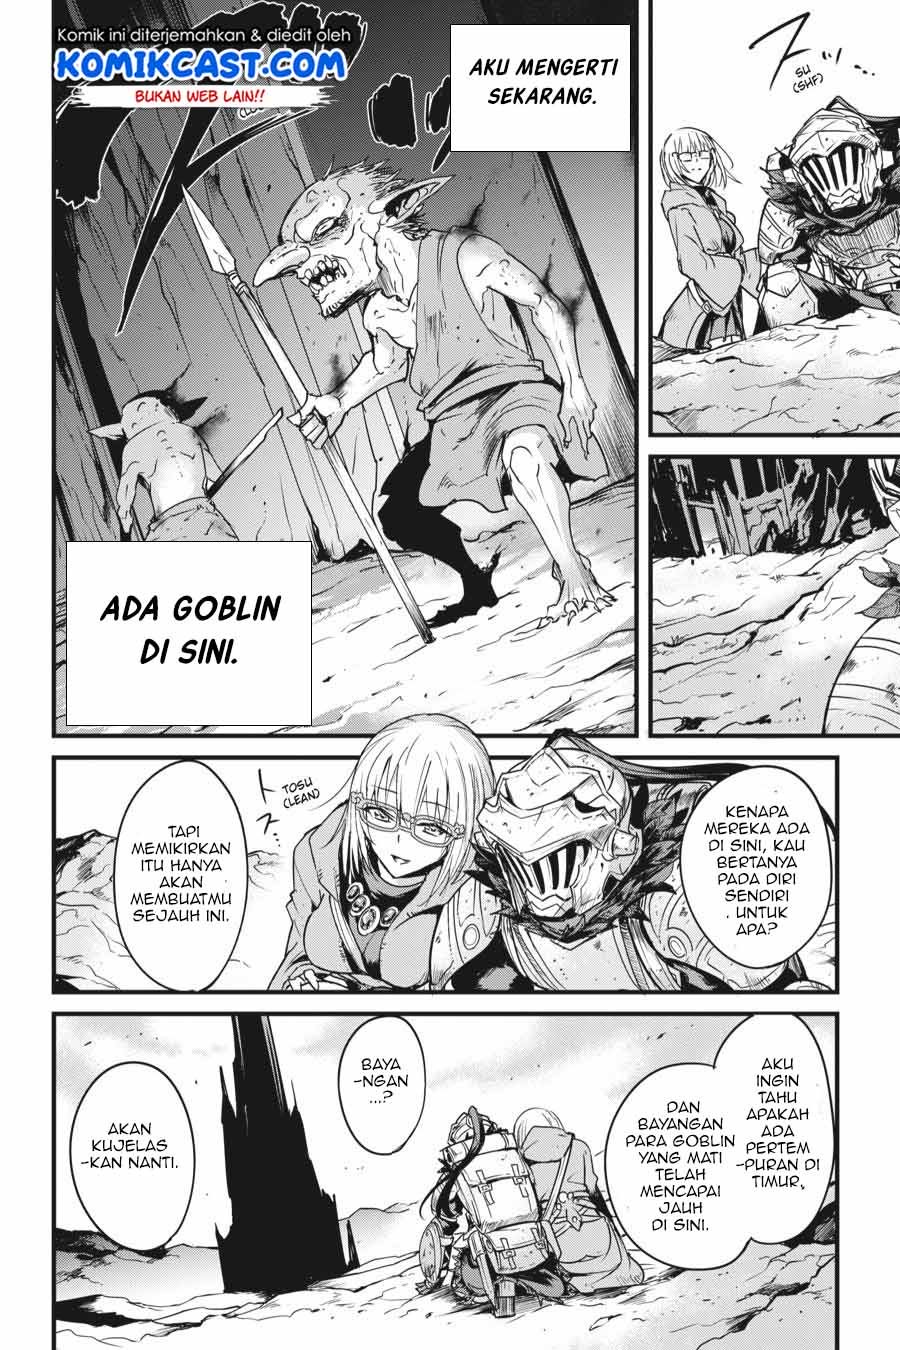 Komik ini diterjemahkan & diedit oleh
KOMIKCAST.COM
BUKAN WEB LAIN!!
ス
SU
(SHF)
AKU MENGERTI
SEKARANG.
ADA GOBLIN
DI SINI.
KENAPA
MEREKA ADA
DI SINI, KAU
BERTANYA
PADA DIRI
SENDIRI
. UNTUK
APA?
TOSU
(LEAN)
TAPI
MEMIKIRKAN
ITU HANYA
AKAN
MEMBUATMU
SEJAUH INI.
AKU
INGIN
TAHU
APAKAH
ADA
PERTEM
-PURAN DI
TIMUR,
DAN
BAYANGAN
PARA GOBLIN
YANG MATI
TELAH
MENCAPAI
JAUH
DI SINI.
BAYA
-NGAN
...?
AKAN
KUJELAS
-KAN NANTI.